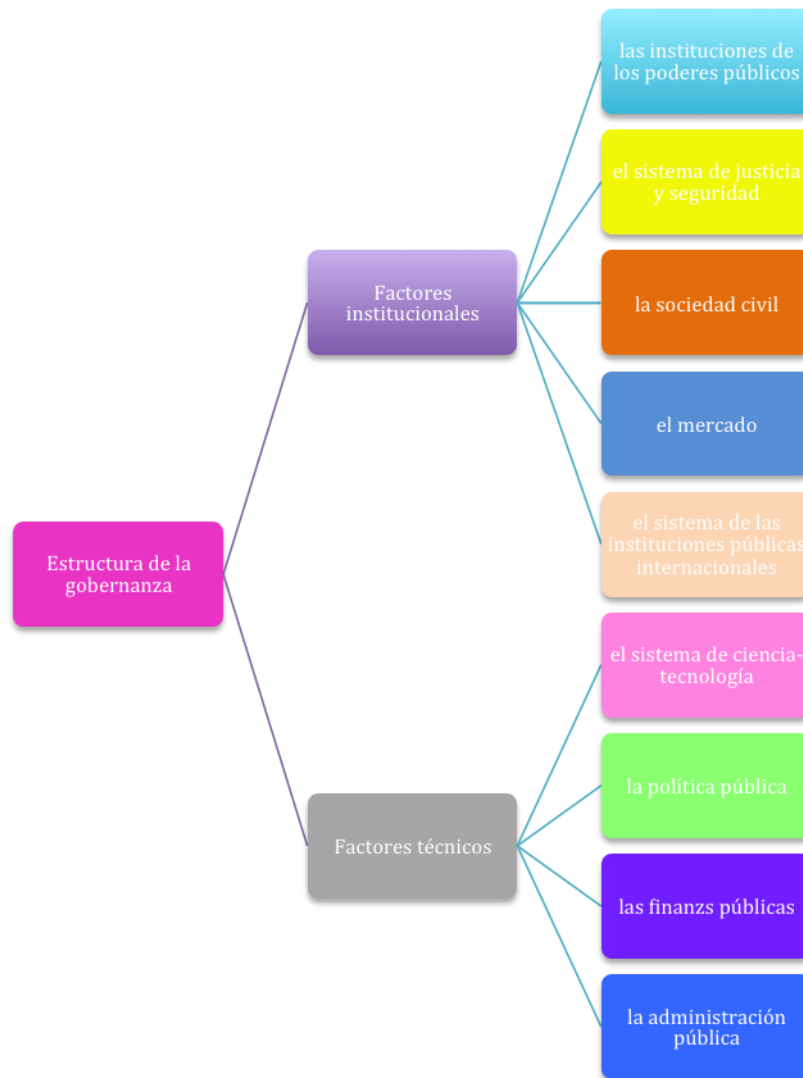 Estructura de la
gobernanza
Factores
institucionales
las instituciones de
los poderes públicos
el sistema de justicia
y seguridad
la sociedad civil
el mercado
el sistema de las
instituciones públicas
internacionales
Factores técnicos
el sistema de ciencia-
tecnología
la política pública
las finanzs públicas
la administración
pública